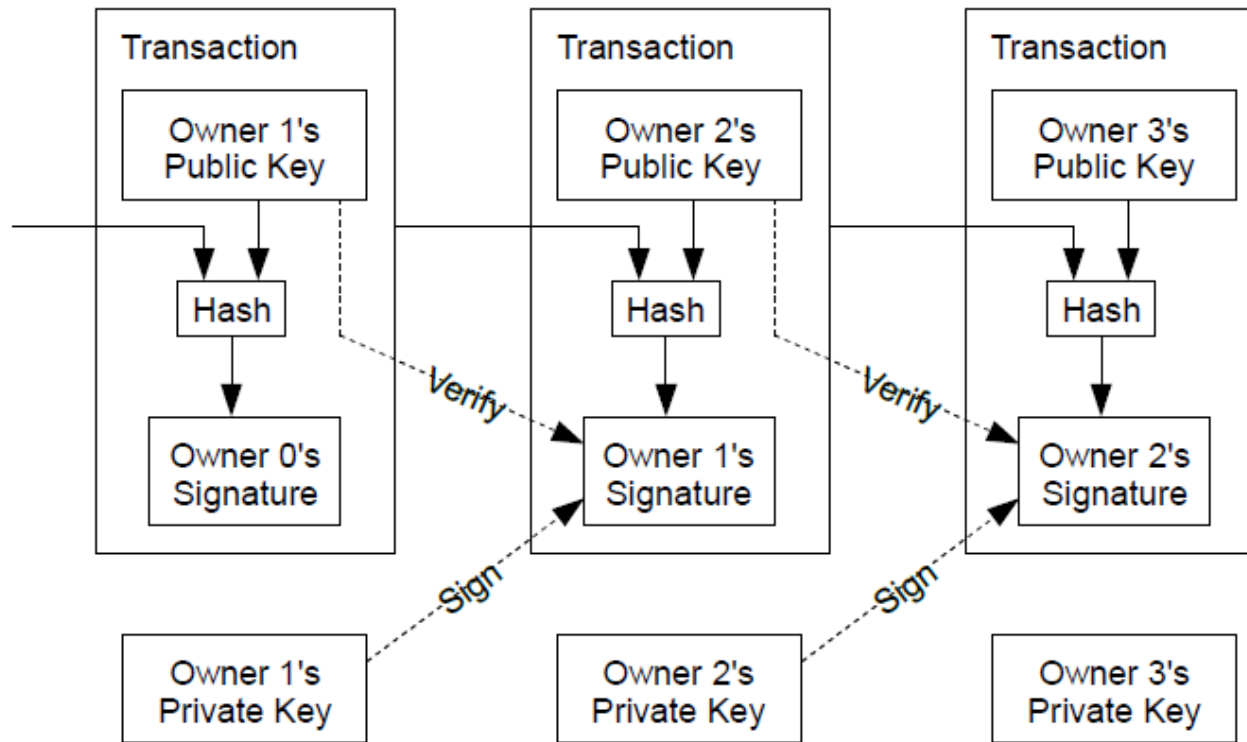 Transaction
Transaction
Transaction
Owner 1's
Public Key
Owner 2's
Public Key
Owner 3's
Public Key
Hash
Hash
Hash
Verify
Verify
Owner 0's
Signature
Owner 1's
Signature
Owner 2's
Signature
Sign
Sign
Owner 1's
Private Key
Owner 2's
Private Key
Owner 3's
Private Key